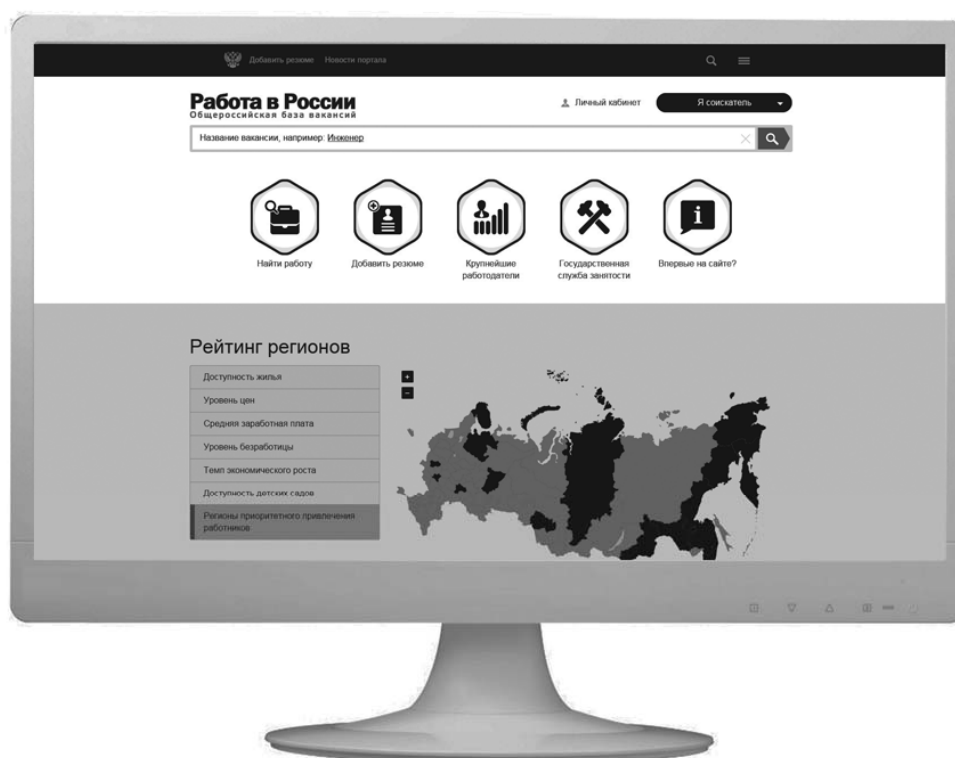 Добавить резюме Новости портала
Работа в России
Общероссийская база вакансий
Личный кабинет
Я соискатель
Название вакансии, например: Инженер
Найти работу
Добавить резюме
Крупнейшие
работодатели
Государственная
служба занятости
Впервые на сайте?
Рейтинг регионов
Доступность жилья
Уровень цен
Средняя заработная плата
Уровень безработицы
Темп экономического роста
Доступность детских садов
Регионы приоритетного привлечения
работников
+
−